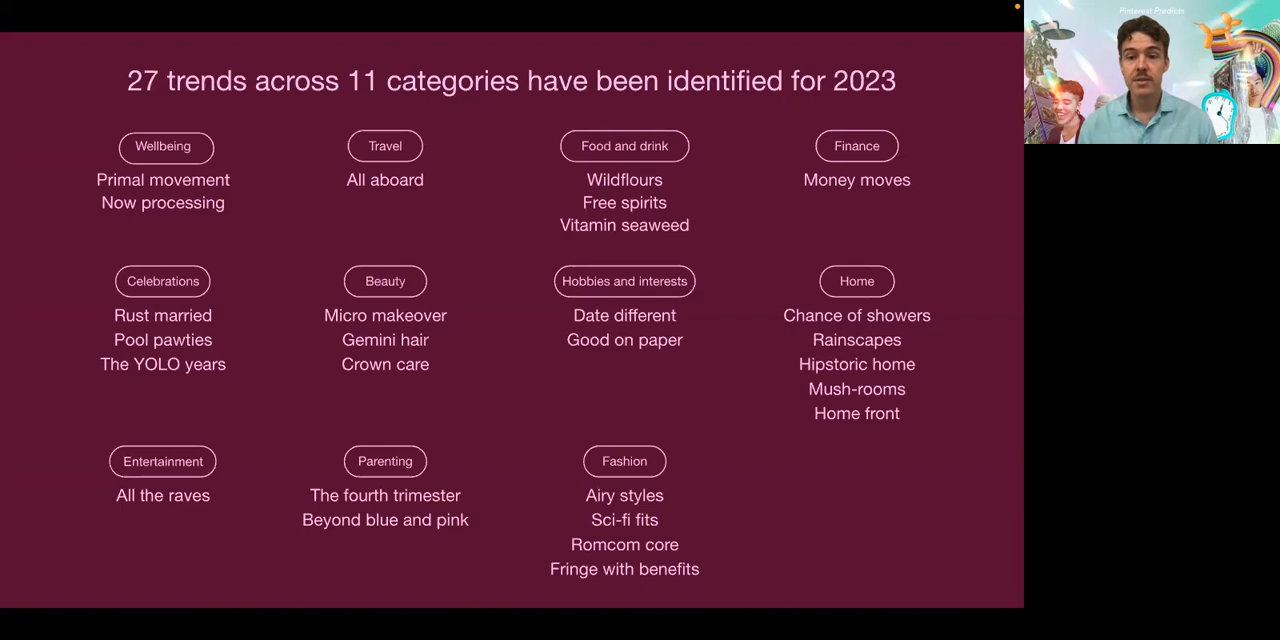 27 trends across 11 categories have been identified for 2023
Wellbeing
Primal movement
Now processing
Travel
All aboard
Food and drink
Wildflours
Free spirits
Vitamin seaweed
Finance
Money moves
Celebrations
Rust married
Pool pawties
The YOLO years
Beauty
Micro makeover
Gemini hair
Crown care
Hobbies and interests
Date different
Good on paper
Home
Chance of showers
Rainscapes
Hipstoric home
Mush-rooms
Home front
Entertainment
All the raves
Parenting
The fourth trimester
Beyond blue and pink
Fashion
Airy styles
Sci-fi fits
Romcom core
Fringe with benefits
Pinterest Predicts